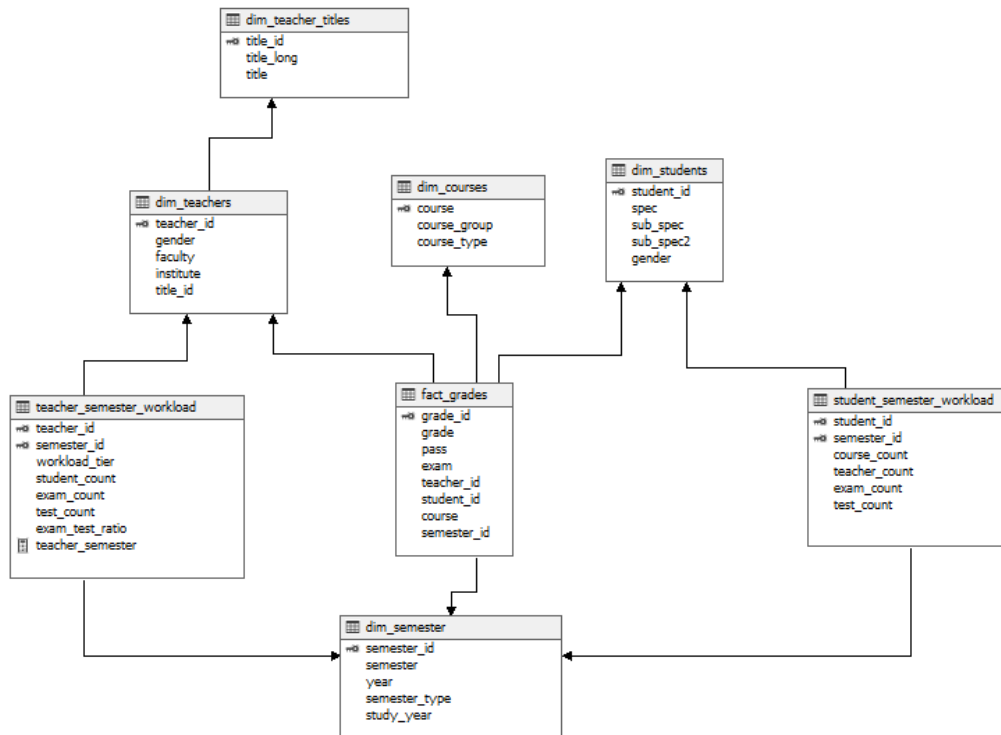 dim_teacher_titles
title_id
title_long
title
dim_teachers
teacher_id
gender
faculty
institute
title_id
dim_courses
course
course_group
course_type
dim_students
student_id
spec
sub_spec
sub_spec2
gender
teacher_semester_workload
teacher_id
semester_id
workload_tier
student_count
exam_count
test_count
exam_test_ratio
teacher_semester
fact_grades
grade_id
grade
pass
exam
teacher_id
student_id
course
semester_id
student_semester_workload
student_id
semester_id
course_count
teacher_count
exam_count
test_count
dim_semester
semester_id
semester
year
semester_type
study_year